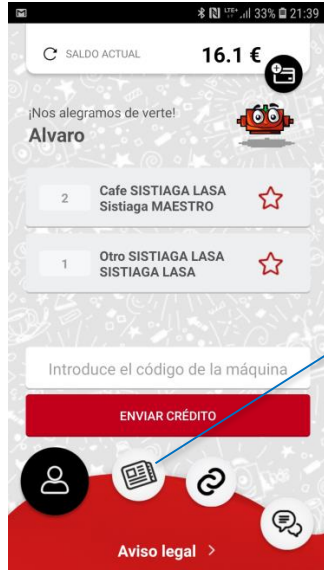 33% 21:39
SALDO ACTUAL 16.1 €
¡Nos alegramos de verte!
Alvaro
2
Cafe SISTIAGA LASA
Sistiaga MAESTRO
1
Otro SISTIAGA LASA
SISTIAGA LASA
Introduce el código de la máquina
ENVIAR CRÉDITO
Aviso legal >